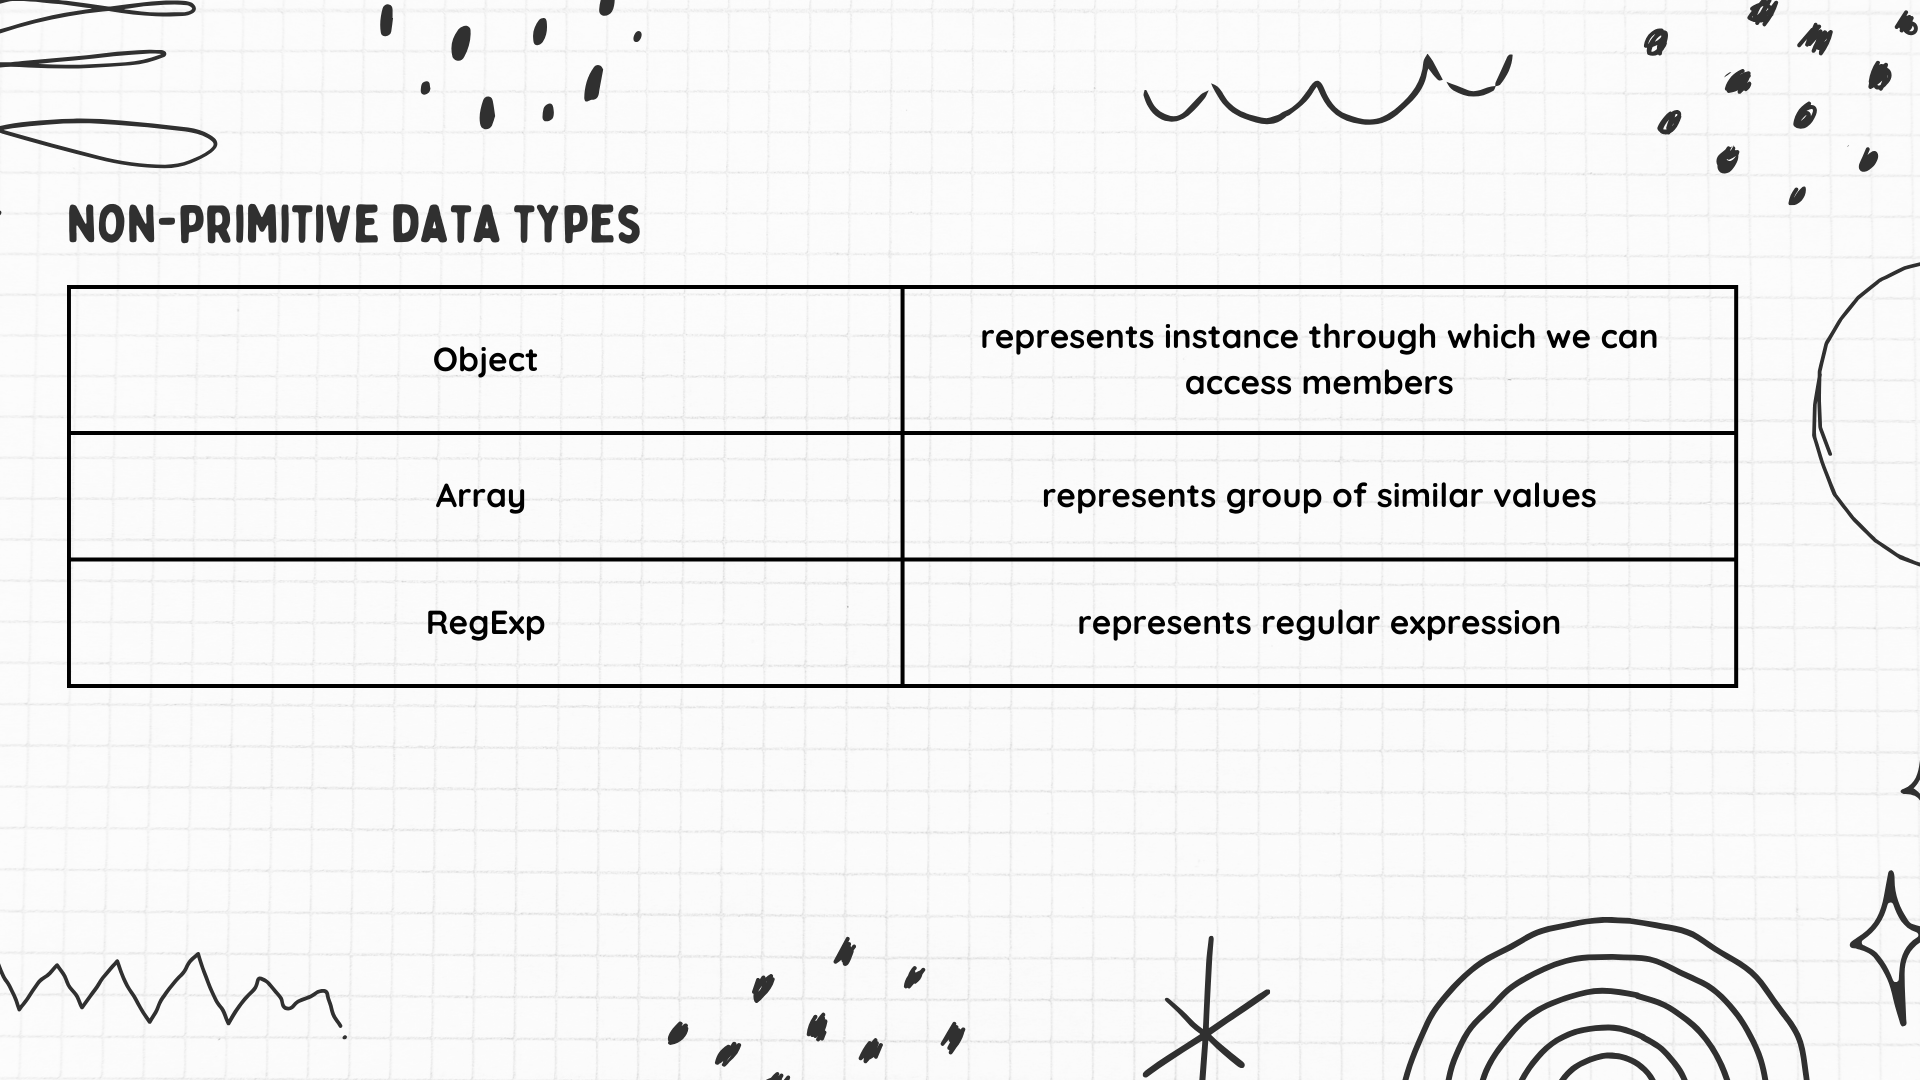 NON-PRIMITIVE DATA TYPES
Object
represents instance through which we can
access members
Array
represents group of similar values
RegExp
represents regular expression